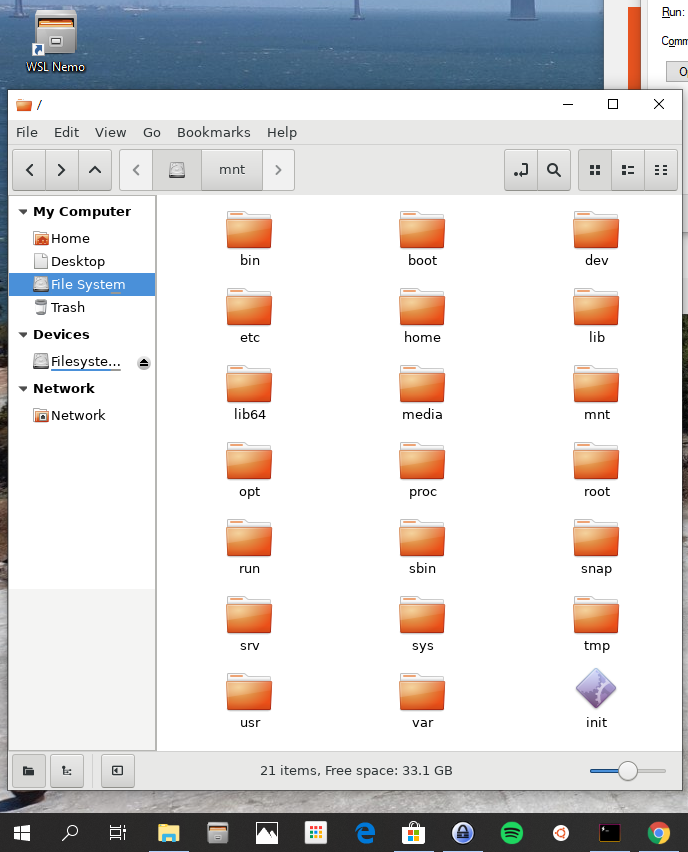 Run:
Comm
WSL Nemo
/
File Edit View Go Bookmarks Help
mnt
My Computer
Home
Desktop
File System
Trash
Devices
Filesyste...
Network
Network
bin boot dev
etc home lib
lib64 media mnt
opt proc root
run sbin snap
srv sys tmp
usr var init
21 items, Free space: 33.1 GB